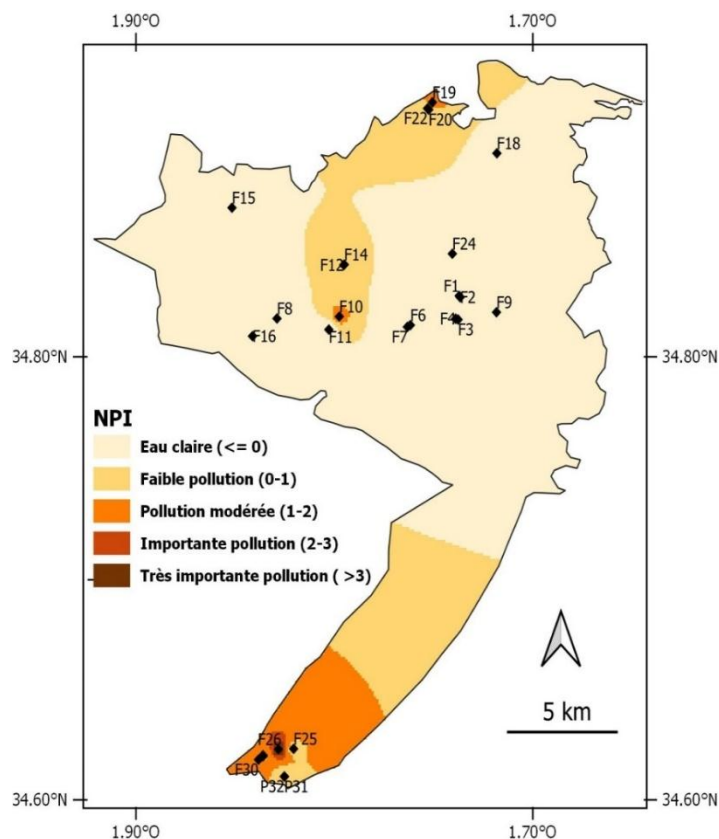 1.90°O 1.70°O
F19
F22 F20
F18
F15
F24
F14
F12
F1 F2
F10
F8 F6 F9
F4 F3
F16 F11 F7
34.80°N 34.80°N
NPI
Eau claire (<= 0)
Faible pollution (0-1)
Pollution modérée (1-2)
Importante pollution (2-3)
Très importante pollution ( >3)
5 km
F26 F25
F30
P32P31
34.60°N 34.60°N
1.90°O 1.70°O